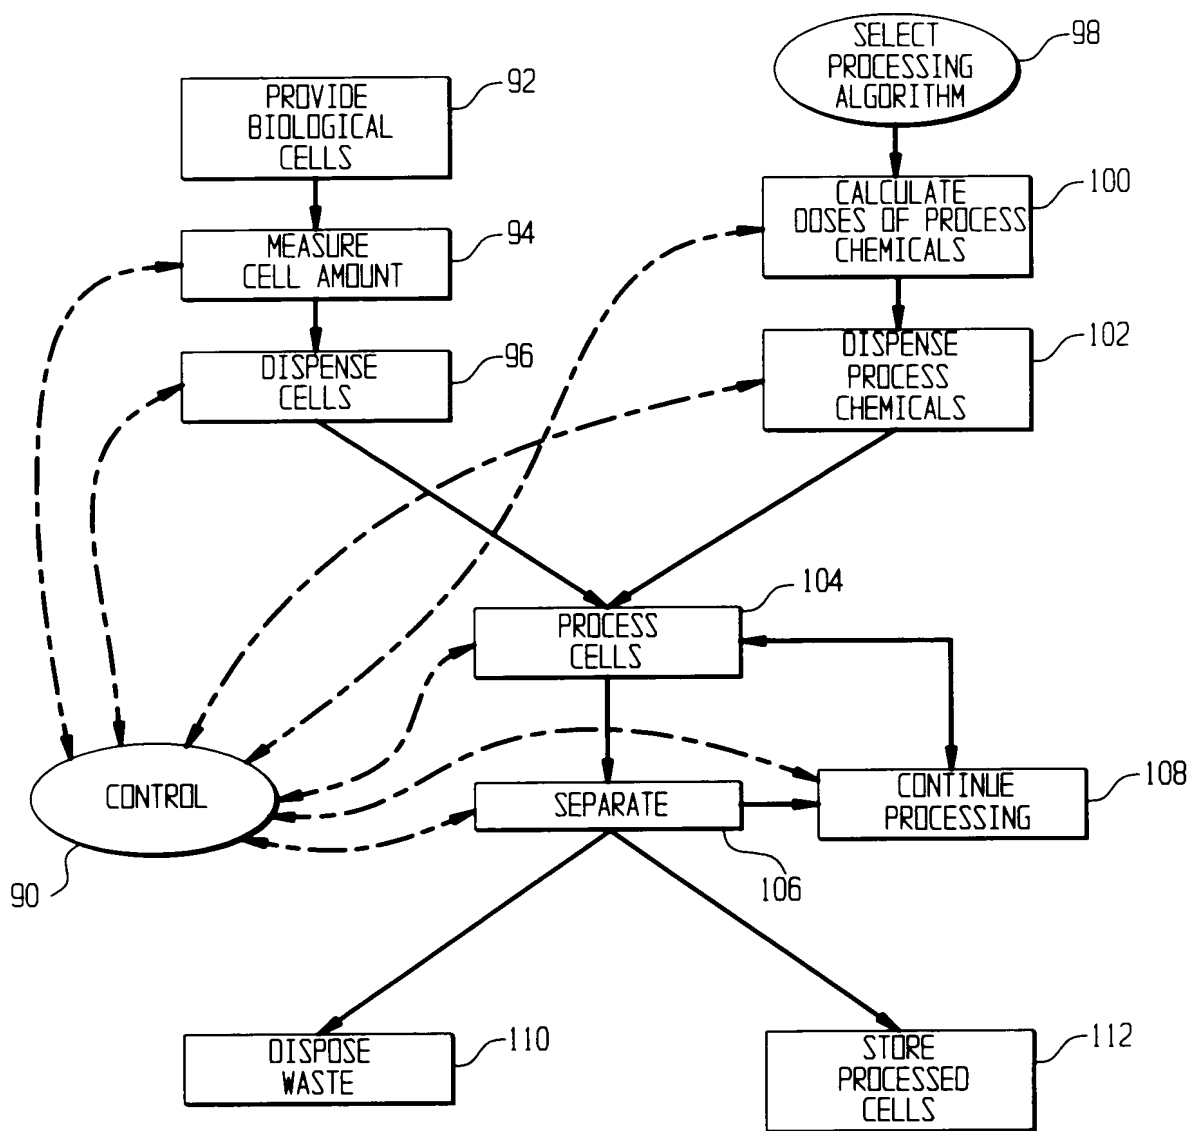 SELECT
PROCESSING
ALGORITHM
98
PROVIDE
BIOLOGICAL
CELLS
92
CALCULATE
DOSES OF PROCESS
CHEMICALS
100
MEASURE
CELL AMOUNT
94
DISPENSE
CELLS
96
DISPENSE
PROCESS
CHEMICALS
102
PROCESS
CELLS
104
CONTROL
90
SEPARATE
106
CONTINUE
PROCESSING
108
DISPOSE
WASTE
110
STORE
PROCESSED
CELLS
112